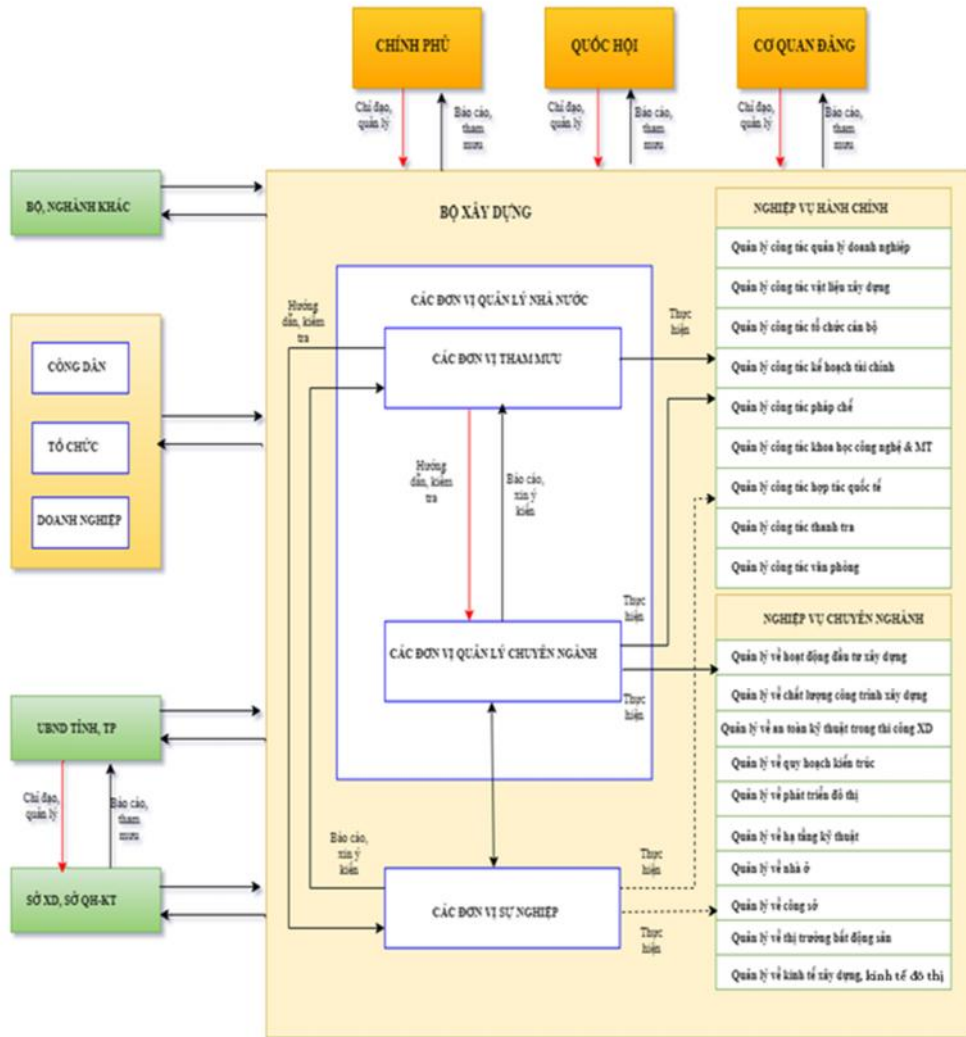 CHÍNH PHỦ
QUỐC HỘI
CƠ QUAN ĐẢNG
Chỉ đạo,
quản lý
Báo cáo,
tham
mưu
Chỉ đạo,
quản lý
Báo cáo,
tham
mưu
Chỉ đạo,
quản lý
Báo cáo,
tham
mưu
BỘ, NGHÀNH KHÁC
CÔNG DÂN
TỔ CHỨC
DOANH NGHIỆP
UBND TỈNH, TP
Chỉ đạo,
quản lý
Báo cáo,
tham
mưu
SỞ XD, SỞ QH-KT
BỘ XÂY DỰNG
CÁC ĐƠN VỊ QUẢN LÝ NHÀ NƯỚC
Hướng
dẫn, kiểm
tra
CÁC ĐƠN VỊ THAM MƯU
Thực
hiện
Hướng
dẫn, kiểm
tra
Báo cáo,
xin ý
kiến
CÁC ĐƠN VỊ QUẢN LÝ CHUYÊN NGÀNH
Thực
hiện
Thực
hiện
Báo cáo,
xin ý
kiến
CÁC ĐƠN VỊ SỰ NGHIỆP
Thực
hiện
Thực
hiện
NGHIỆP VỤ HÀNH CHÍNH
Quản lý công tác quản lý doanh nghiệp
Quản lý công tác vật liệu xây dựng
Quản lý công tác tổ chức cán bộ
Quản lý công tác kế hoạch tài chính
Quản lý công tác pháp chế
Quản lý công tác khoa học công nghệ & MT
Quản lý công tác hợp tác quốc tế
Quản lý công tác thanh tra
Quản lý công tác văn phòng
NGHIỆP VỤ CHUYÊN NGHÀNH
Quản lý về hoạt động đầu tư xây dựng
Quản lý về chất lượng công trình xây dựng
Quản lý về an toàn kỹ thuật trong thi công XD
Quản lý về quy hoạch kiến trúc
Quản lý về phát triển đô thị
Quản lý về hạ tầng kỹ thuật
Quản lý về nhà ở
Quản lý về công sở
Quản lý về thị trường bất động sản
Quản lý về kinh tế xây dựng, kinh tế đô thị